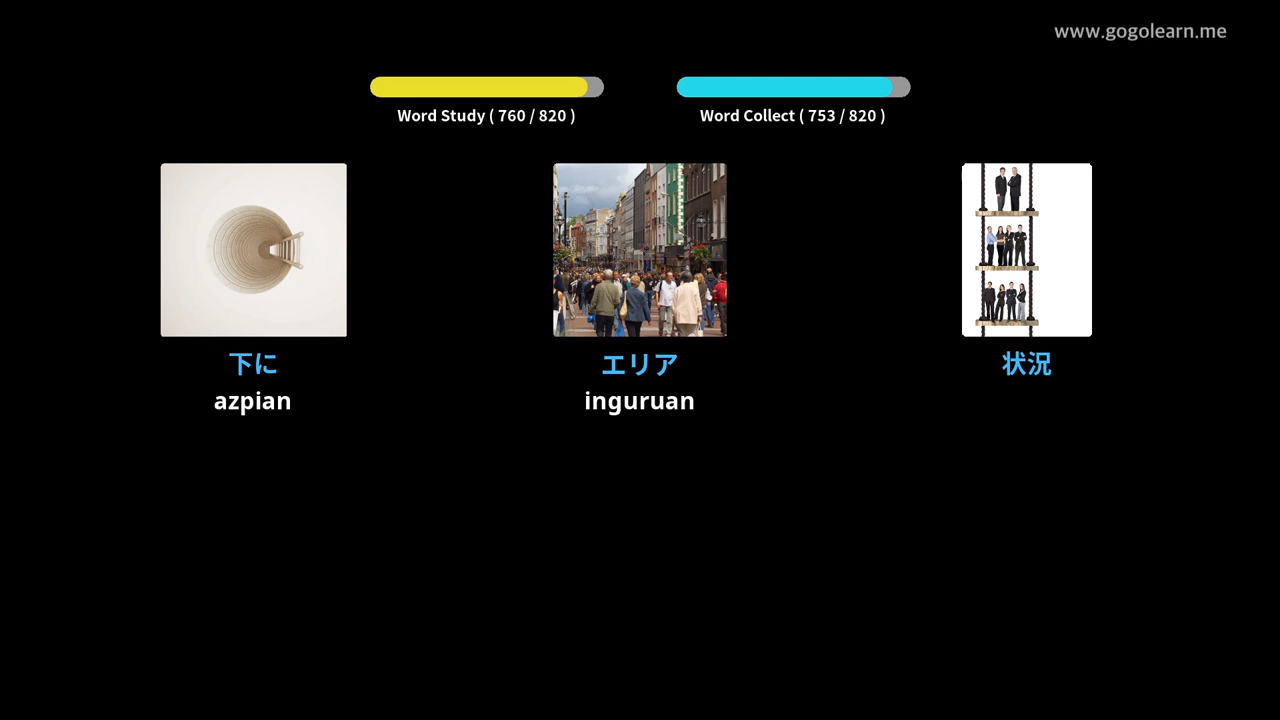 www.gogolearn.me
Word Study ( 760 / 820 )
Word Collect ( 753 / 820 )
下に
エリア
状況
azpian
inguruan